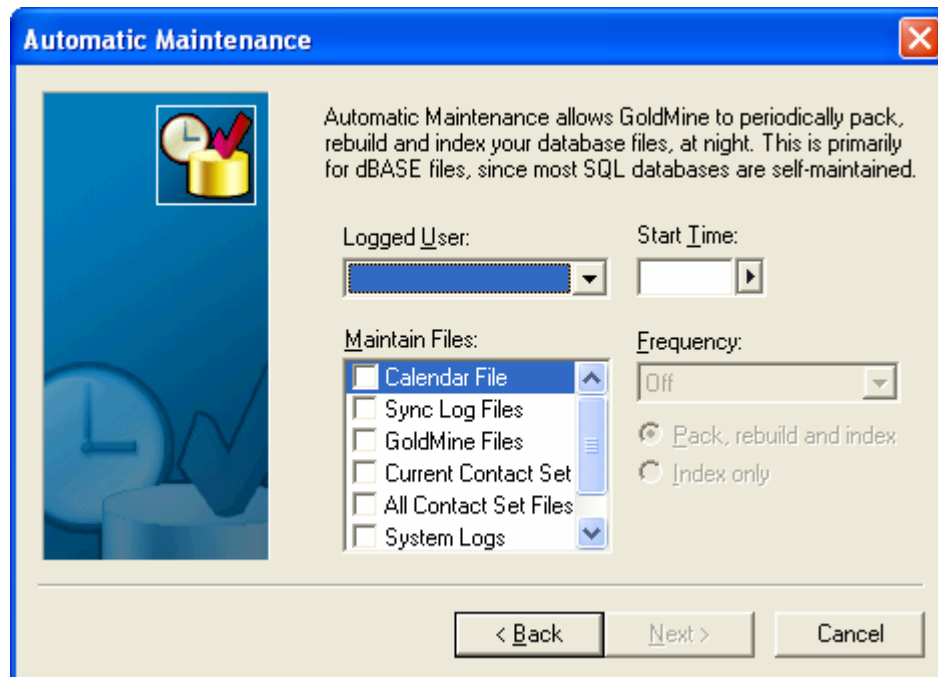 Automatic Maintenance
Automatic Maintenance allows GoldMine to periodically pack,
rebuild and index your database files, at night. This is primarily
for dBASE files, since most SQL databases are self-maintained.
Logged User:
Start Time:
Maintain Files:
Calendar File
Sync Log Files
GoldMine Files
Current Contact Set
All Contact Set Files
System Logs
Frequency:
Off
Pack, rebuild and index
Index only
< Back
Next >
Cancel